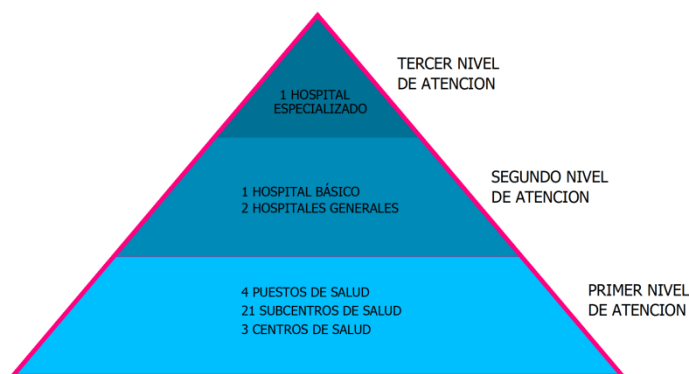 TERCER NIVEL
DE ATENCION
1 HOSPITAL
ESPECIALIZADO
SEGUNDO NIVEL
DE ATENCION
1 HOSPITAL BÁSICO
2 HOSPITALES GENERALES
PRIMER NIVEL
DE ATENCION
4 PUESTOS DE SALUD
21 SUBCENTROS DE SALUD
3 CENTROS DE SALUD